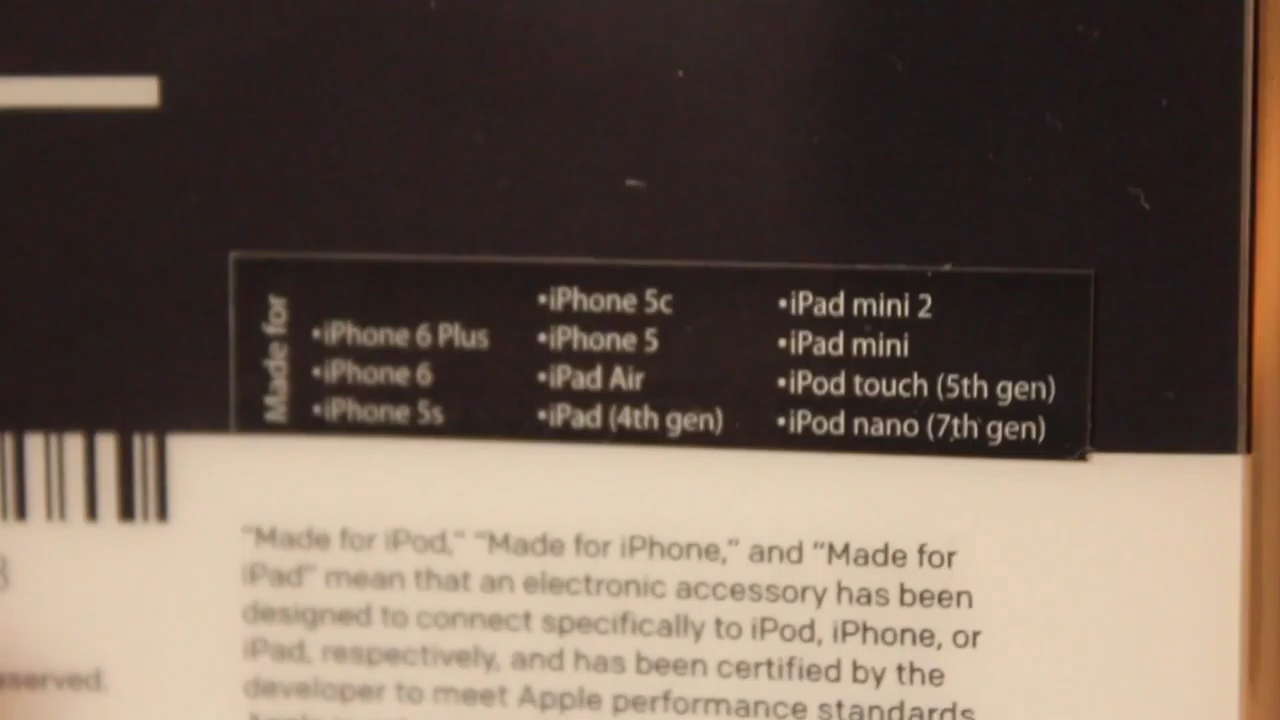 Made for
•iPhone 6 Plus
•iPhone 6
•iPhone 5s
•iPhone 5c
•iPhone 5
•iPad Air
•iPad (4th gen)
•iPad mini 2
•iPad mini
•iPod touch (5th gen)
•iPod nano (7th gen)
"Made for iPod," "Made for iPhone," and "Made for
iPad" mean that an electronic accessory has been
designed to connect specifically to iPod, iPhone, or
iPad, respectively, and has been certified by the
developer to meet Apple performance standards